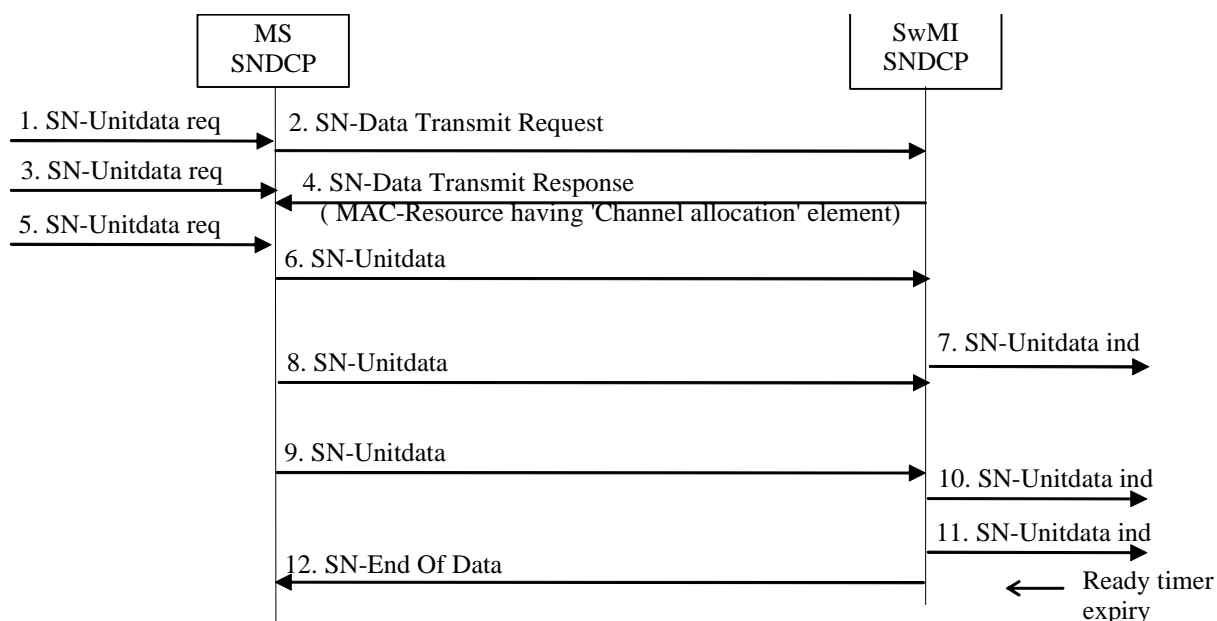 MS
SNDCP
SwMI
SNDCP
1. SN-Unitdata req
2. SN-Data Transmit Request
3. SN-Unitdata req
4. SN-Data Transmit Response
( MAC-Resource having 'Channel allocation' element)
5. SN-Unitdata req
6. SN-Unitdata
7. SN-Unitdata ind
8. SN-Unitdata
9. SN-Unitdata
10. SN-Unitdata ind
11. SN-Unitdata ind
12. SN-End Of Data
Ready timer
expiry